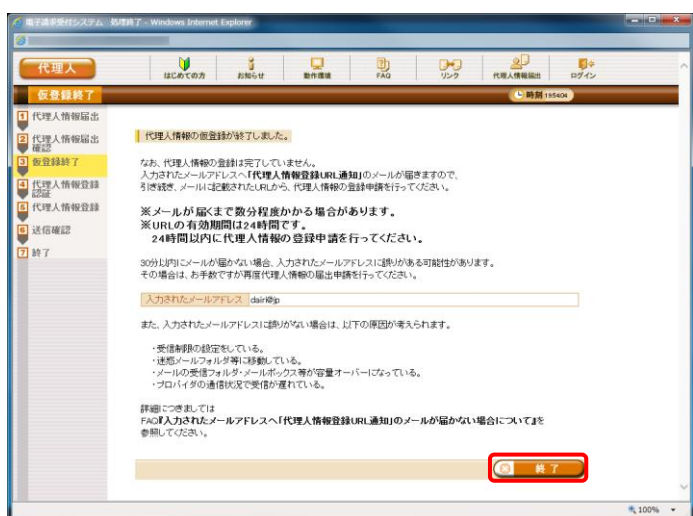 電子請求受付システム 処理終了 - Windows Internet Explorer
代理人
はじめての方
お知らせ
動作環境
FAQ
リンク
代理人情報届出
ログイン
仮登録終了
時刻 195404
1 代理人情報届出
2 代理人情報届出
確認
3 仮登録終了
4 代理人情報登録
認証
5 代理人情報登録
6 送信確認
7 終了
代理人情報の仮登録が終了しました。
なお、代理人情報の登録は完了していません。
入力されたメールアドレスへ「代理人情報登録URL通知」のメールが届きますので、
引き続き、メールに記載されたURLから、代理人情報の登録申請を行ってください。
※メールが届くまで数分程度かかる場合があります。
※URLの有効期間は24時間です。
24時間以内に代理人情報の登録申請を行ってください。
30分以内にメールが届かない場合、入力されたメールアドレスに誤りがある可能性があります。
その場合は、お手数ですが再度代理人情報の届出申請を行ってください。
入力されたメールアドレス dairi@jp
また、入力されたメールアドレスに誤りがない場合は、以下の原因が考えられます。
・受信制限の設定をしている。
・迷惑メールフォルダ等に移動している。
・メールの受信フォルダ・メールボックス等が容量オーバーになっている。
・プロバイダの通信状況で受信が遅れている。
詳細につきましては
FAQ『入力されたメールアドレスへ「代理人情報登録URL通知」のメールが届かない場合について』を
参照してください。
終了
100%